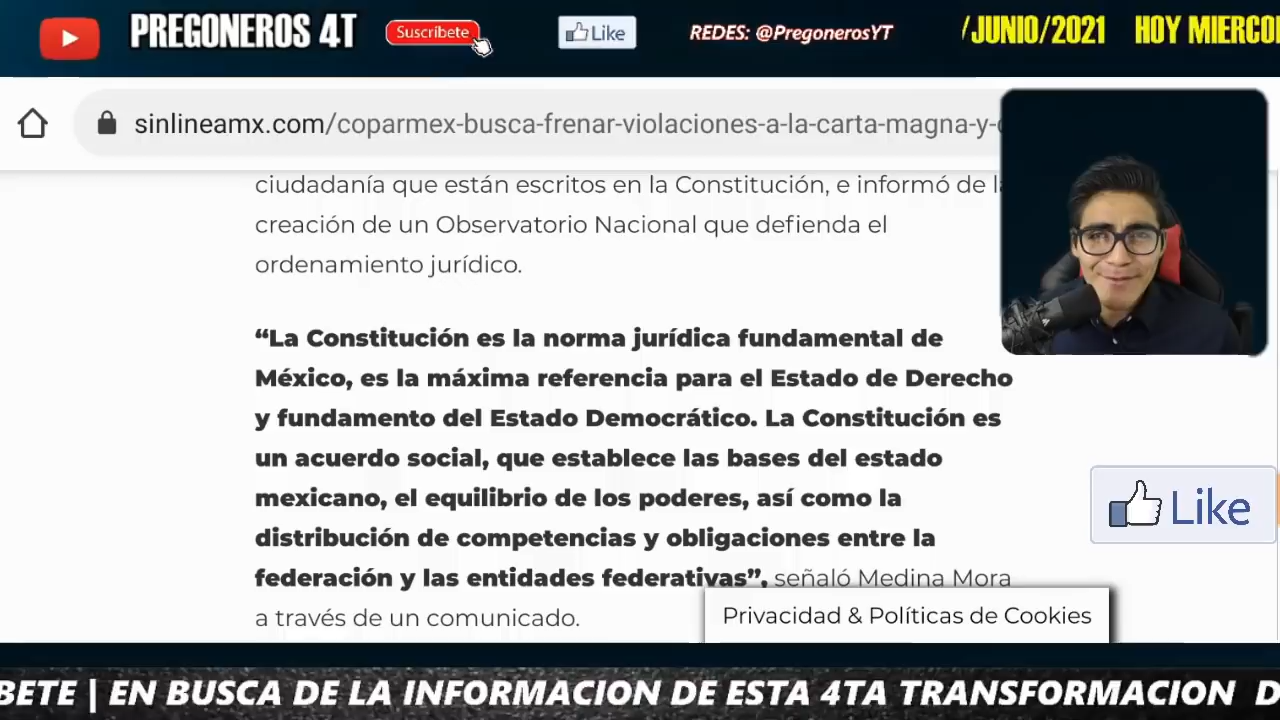 PREGONEROS 4T
Suscribete
Like
REDES: @PregonerosYT
/JUNIO/2021 HOY MIERCO
sinlineamx.com/coparmex-busca-frenar-violaciones-a-la-carta-magna-y-
ciudadanía que están escritos en la Constitución, e informó de
creación de un Observatorio Nacional que defienda el
ordenamiento jurídico.
“La Constitución es la norma jurídica fundamental de
México, es la máxima referencia para el Estado de Derecho
y fundamento del Estado Democrático. La Constitución es
un acuerdo social, que establece las bases del estado
mexicano, el equilibrio de los poderes, así como la
distribución de competencias y obligaciones entre la
federación y las entidades federativas”, señaló Medina Mora
a través de un comunicado.
Like
Privacidad & Políticas de Cookies
BETE | EN BUSCA DE LA INFORMACION DE ESTA 4TA TRANSFORMACION D